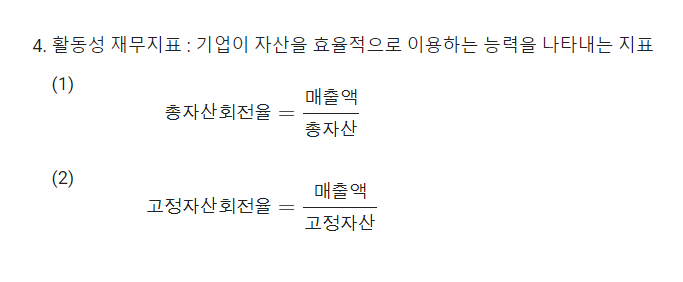 4. 활동성 재무지표 : 기업이 자산을 효율적으로 이용하는 능력을 나타내는 지표
(1)
총자산회전율 = 매출액 / 총자산
(2)
고정자산회전율 = 매출액 / 고정자산